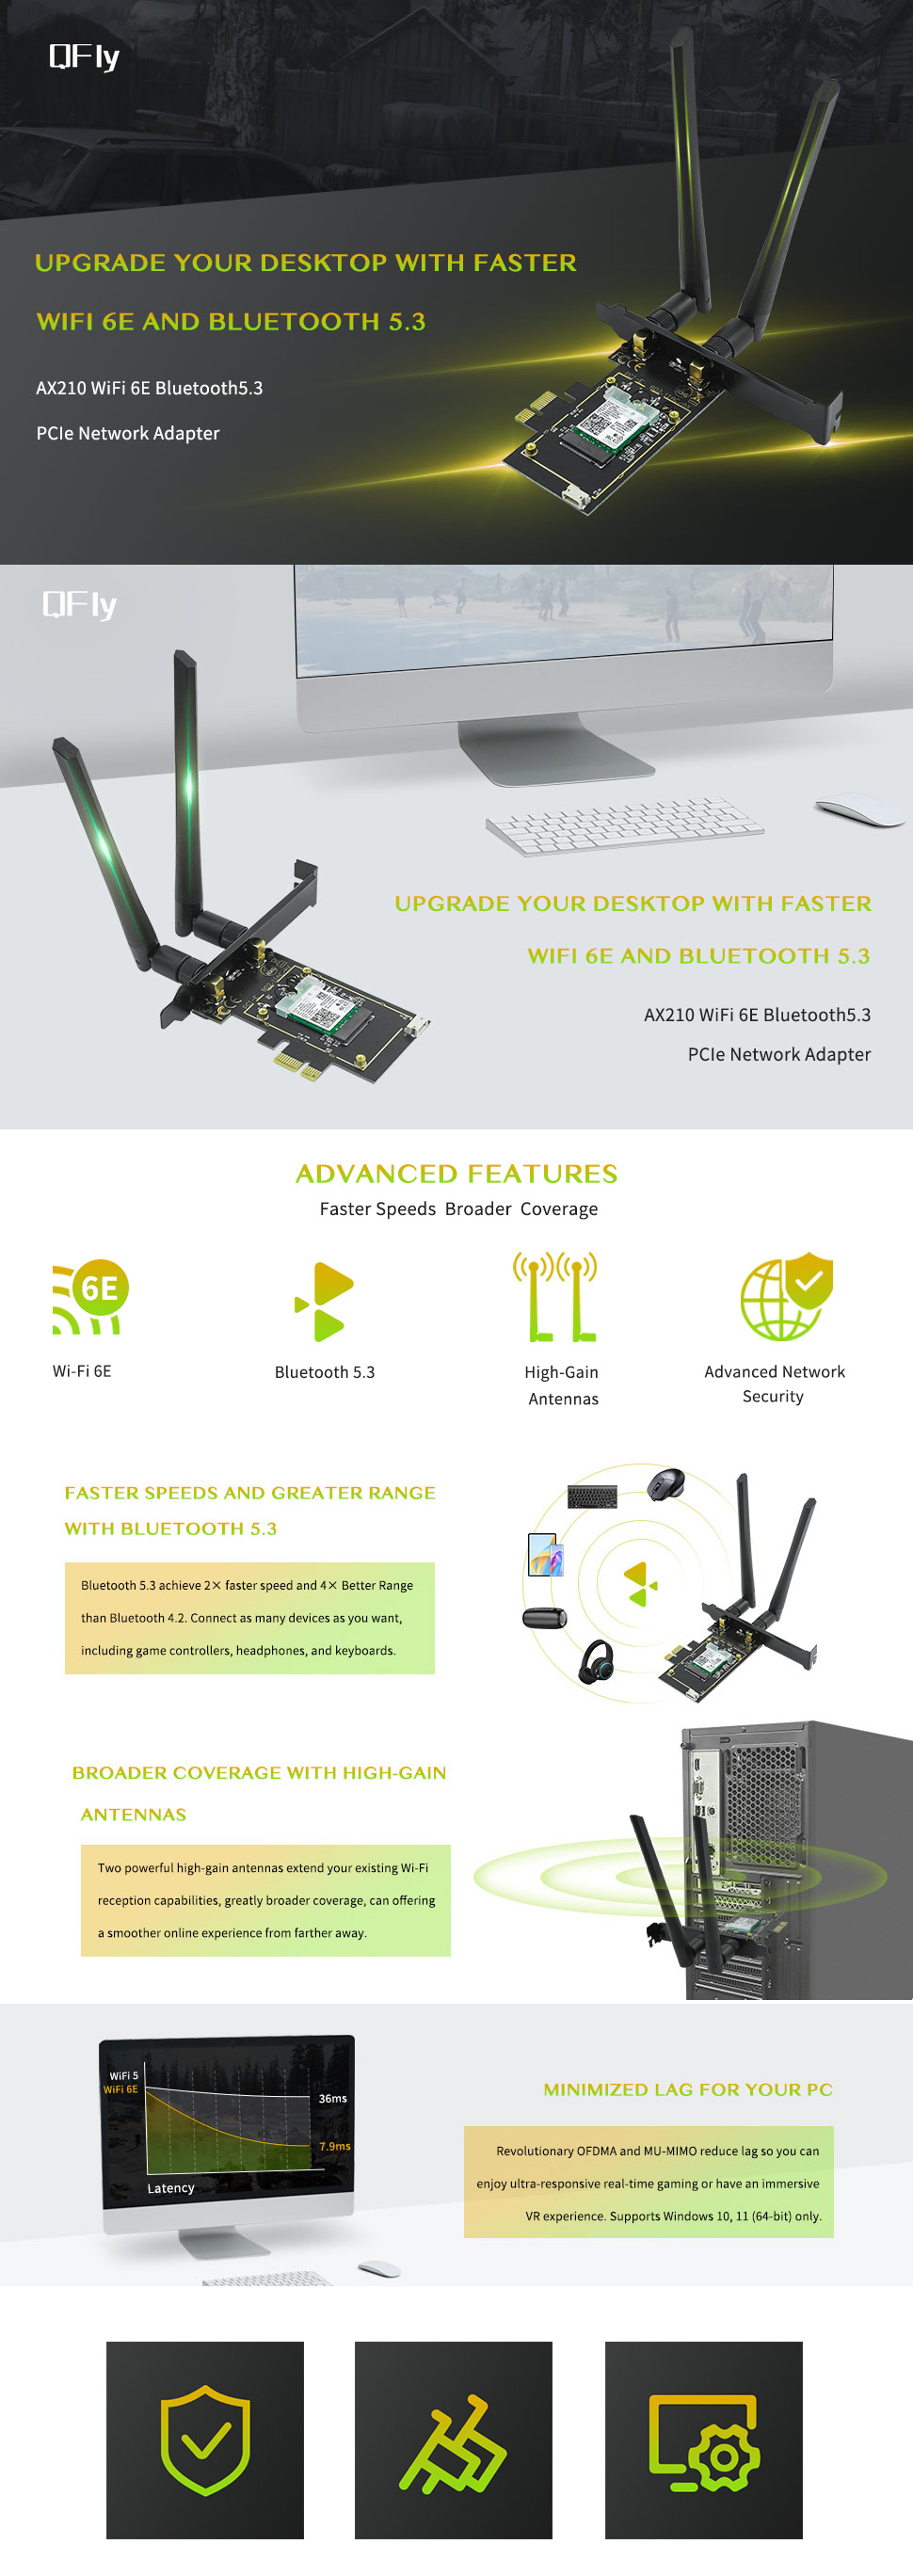 QFly
UPGRADE YOUR DESKTOP WITH FASTER
WIFI 6E AND BLUETOOTH 5.3
AX210 WiFi 6E Bluetooth5.3
PCIe Network Adapter
QFly
UPGRADE YOUR DESKTOP WITH FASTER
WIFI 6E AND BLUETOOTH 5.3
AX210 WiFi 6E Bluetooth5.3
PCIe Network Adapter
ADVANCED FEATURES
Faster Speeds Broader Coverage
6E
Wi-Fi 6E
Bluetooth 5.3
High-Gain
Antennas
Advanced Network
Security
FASTER SPEEDS AND GREATER RANGE
WITH BLUETOOTH 5.3
Bluetooth 5.3 achieve 2× faster speed and 4× Better Range
than Bluetooth 4.2. Connect as many devices as you want,
including game controllers, headphones, and keyboards.
BROADER COVERAGE WITH HIGH-GAIN
ANTENNAS
Two powerful high-gain antennas extend your existing Wi-Fi
reception capabilities, greatly broader coverage, can offering
a smoother online experience from farther away.
WiFi 5
WiFi 6E
36ms
7.9ms
Latency
MINIMIZED LAG FOR YOUR PC
Revolutionary OFDMA and MU-MIMO reduce lag so you can
enjoy ultra-responsive real-time gaming or have an immersive
VR experience. Supports Windows 10, 11 (64-bit) only.